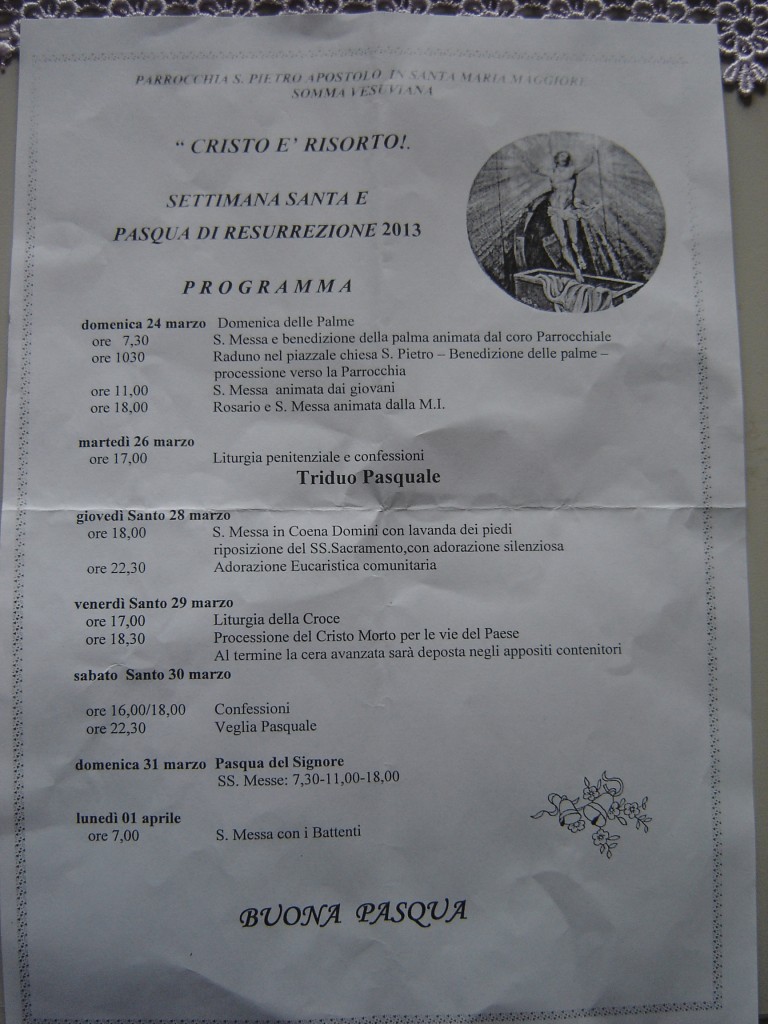 PARROCCHIA S. PIETRO APOSTOLO IN SANTA MARIA MAGGIORE
SOMMA VESUVIANA
“ CRISTO E’ RISORTO!.
SETTIMANA SANTA E
PASQUA DI RESURREZIONE 2013
P R O G R A M M A
domenica 24 marzo Domenica delle Palme
ore 7,30 S. Messa e benedizione della palma animata dal coro Parrocchiale
ore 1030 Raduno nel piazzale chiesa S. Pietro – Benedizione delle palme –
processione verso la Parrocchia
ore 11,00 S. Messa animata dai giovani
ore 18,00 Rosario e S. Messa animata dalla M.I.
martedì 26 marzo
ore 17,00 Liturgia penitenziale e confessioni
Triduo Pasquale
giovedì Santo 28 marzo
ore 18,00 S. Messa in Coena Domini con lavanda dei piedi
riposizione del SS.Sacramento,con adorazione silenziosa
ore 22,30 Adorazione Eucaristica comunitaria
venerdì Santo 29 marzo
ore 17,00 Liturgia della Croce
ore 18,30 Processione del Cristo Morto per le vie del Paese
Al termine la cera avanzata sarà deposta negli appositi contenitori
sabato Santo 30 marzo
ore 16,00/18,00 Confessioni
ore 22,30 Veglia Pasquale
domenica 31 marzo Pasqua del Signore
SS. Messe: 7,30-11,00-18,00
lunedì 01 aprile
ore 7,00 S. Messa con i Battenti
BUONA PASQUA